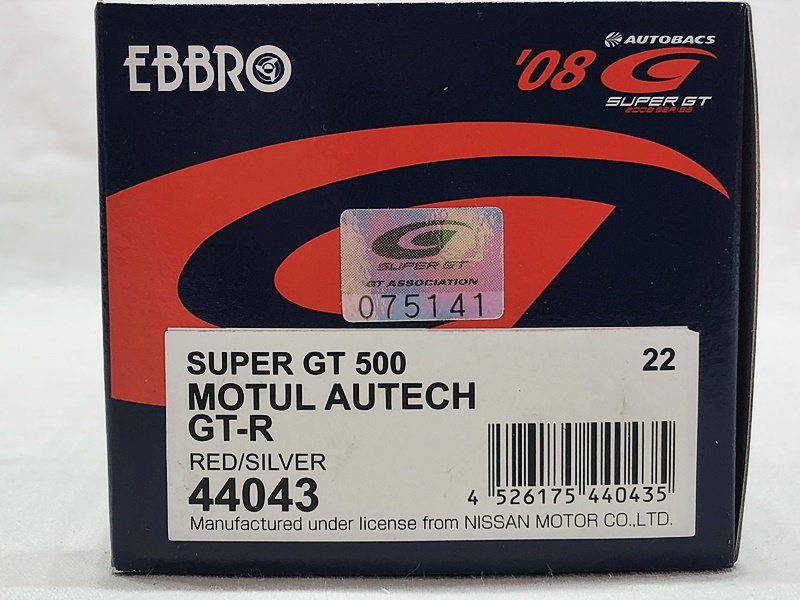 EBBRO
'08
AUTOBACS
SUPER GT
2008 SERIES
SUPER GT
GT ASSOCIATION
075141
SUPER GT 500
22
MOTUL AUTECH
GT-R
RED/SILVER
44043
4 526175 440435
Manufactured under license from NISSAN MOTOR CO.,LTD.